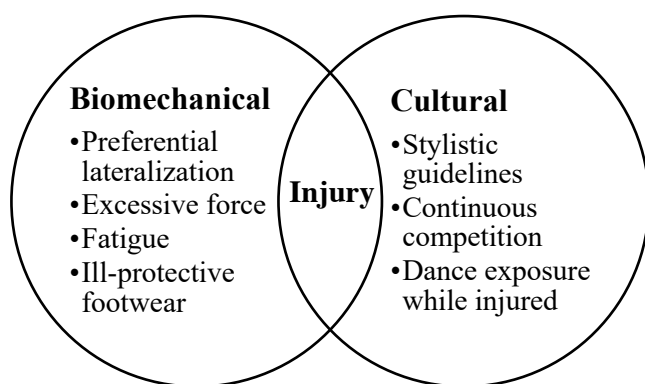 Biomechanical
•Preferential
lateralization
•Excessive force
•Fatigue
•Ill-protective
footwear
Injury
Cultural
•Stylistic
guidelines
•Continuous
competition
•Dance exposure
while injured